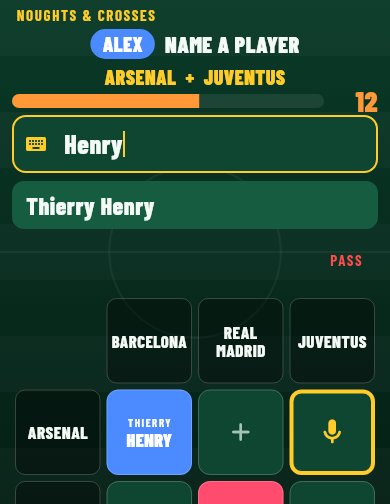 NOUGHTS & CROSSES
ALEX NAME A PLAYER
ARSENAL + JUVENTUS
12
Henry
Thierry Henry
PASS
BARCELONA
REAL
MADRID
JUVENTUS
ARSENAL
THIERRY
HENRY
+